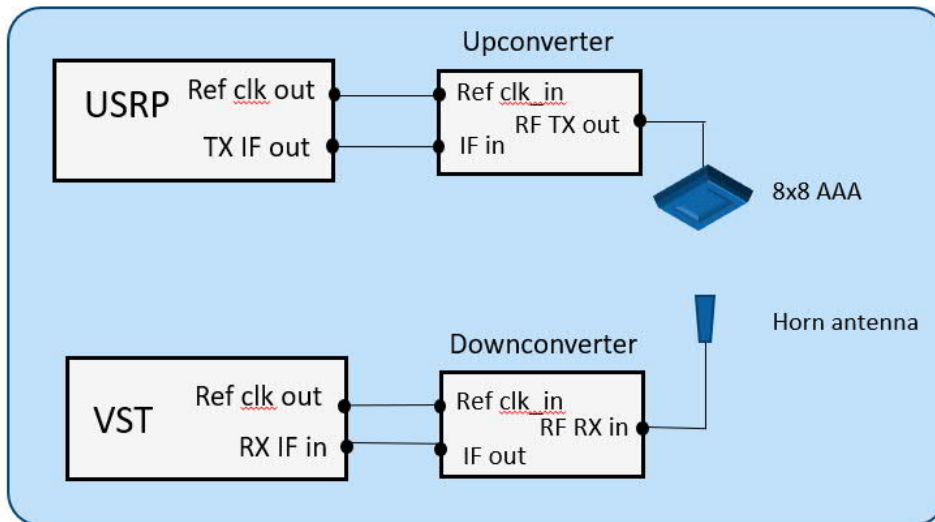 Upconverter
USRP
Ref clk out
TX IF out
Ref clk_in
RF TX out
IF in
8x8 AAA
Horn antenna
Downconverter
VST
Ref clk out
RX IF in
Ref clk_in
RF RX in
IF out